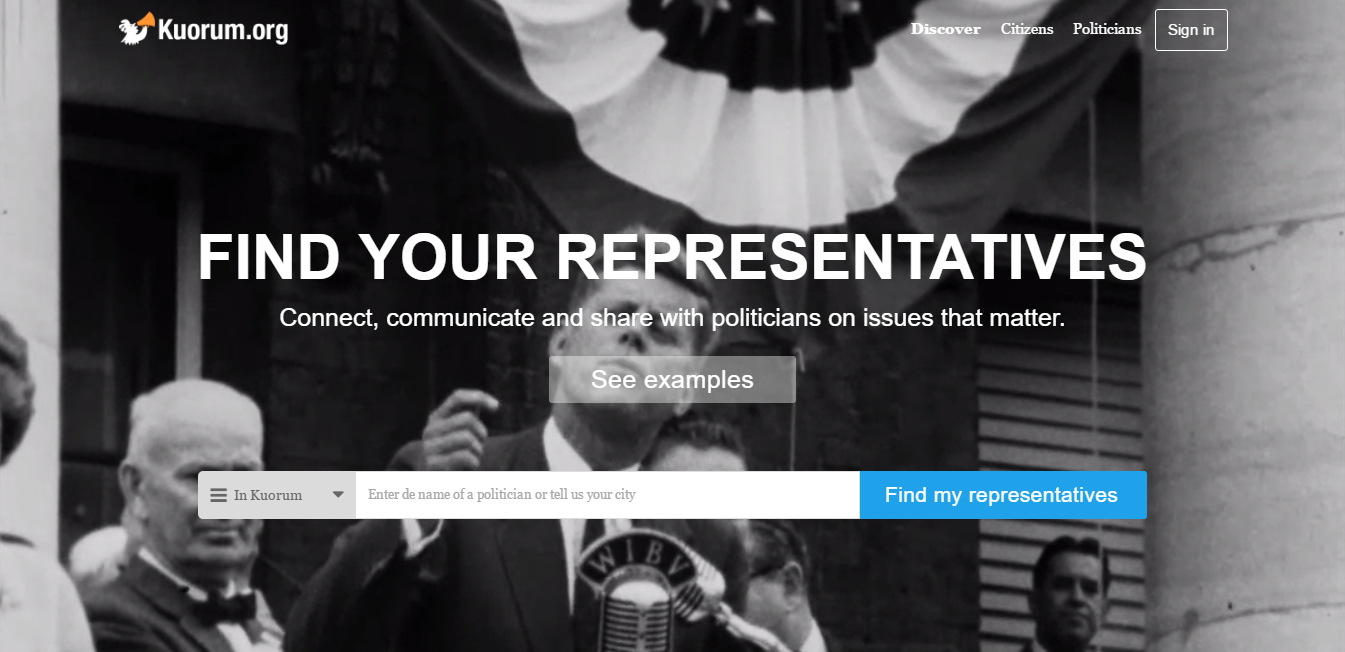 Kuorum.org
Discover Citizens Politicians Sign in
FIND YOUR REPRESENTATIVES
Connect, communicate and share with politicians on issues that matter.
See examples
In Kuorum
Enter de name of a politician or tell us your city
Find my representatives
WIBV